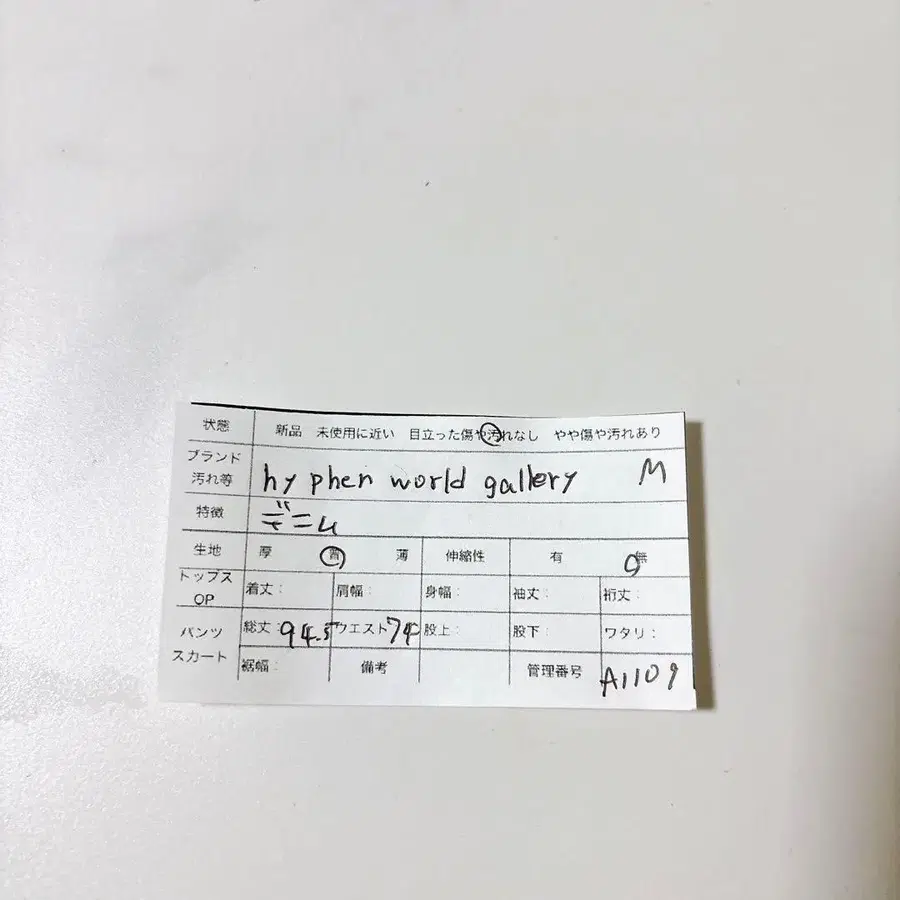 状態 新品 未使用に近い 目立った傷や汚れなし やや傷や汚れあり
ブランド
汚れ等 hyphen world gallery M
特徴 デニム
生地 厚 普 薄 伸縮性 有 無
トップス
OP 着丈: 肩幅: 身幅: 袖丈: 裄丈:
パンツ
スカート 総丈:94.5 ウエスト74 股上: 股下: ワタリ:
裾幅: 備考 管理番号 A1109